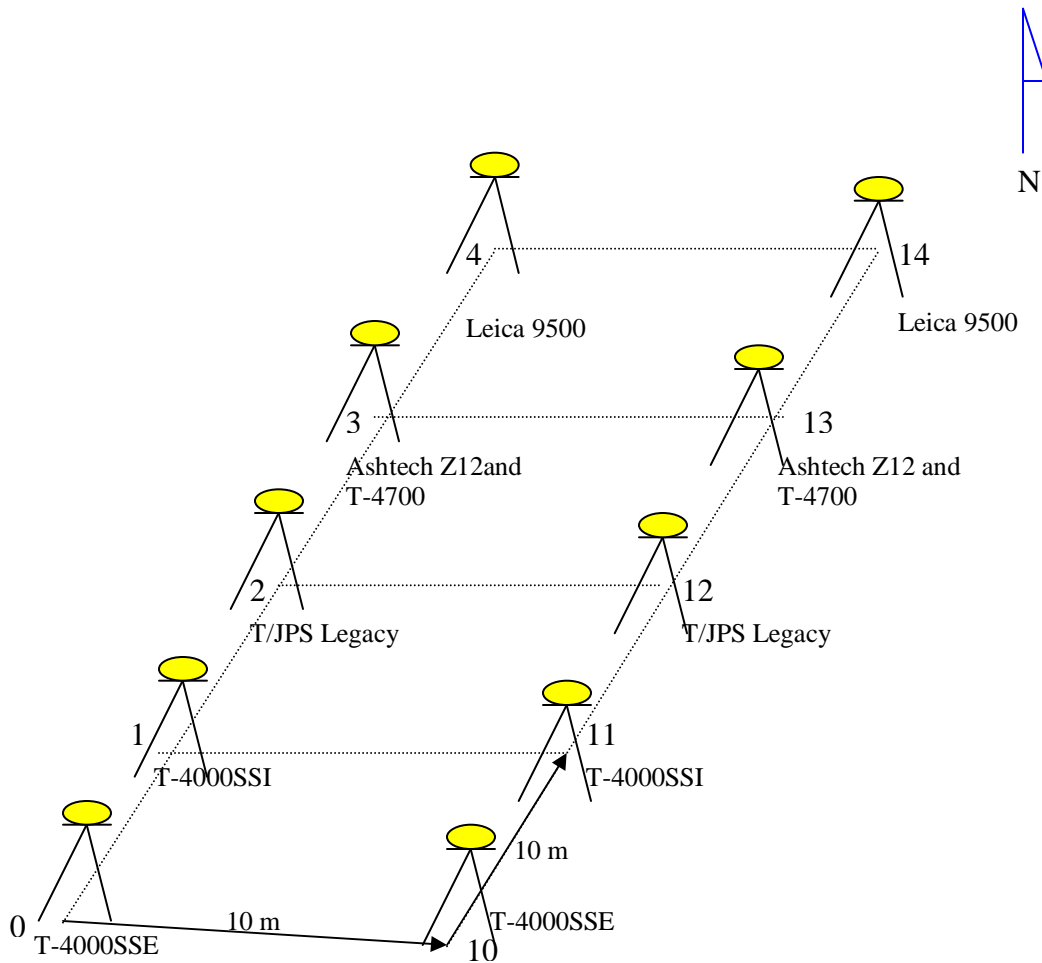 N
4
14
Leica 9500
Leica 9500
3
13
Ashtech Z12and
T-4700
Ashtech Z12 and
T-4700
2
12
T/JPS Legacy
T/JPS Legacy
1
11
T-4000SSI
T-4000SSI
10 m
0
T-4000SSE
10 m
T-4000SSE
10